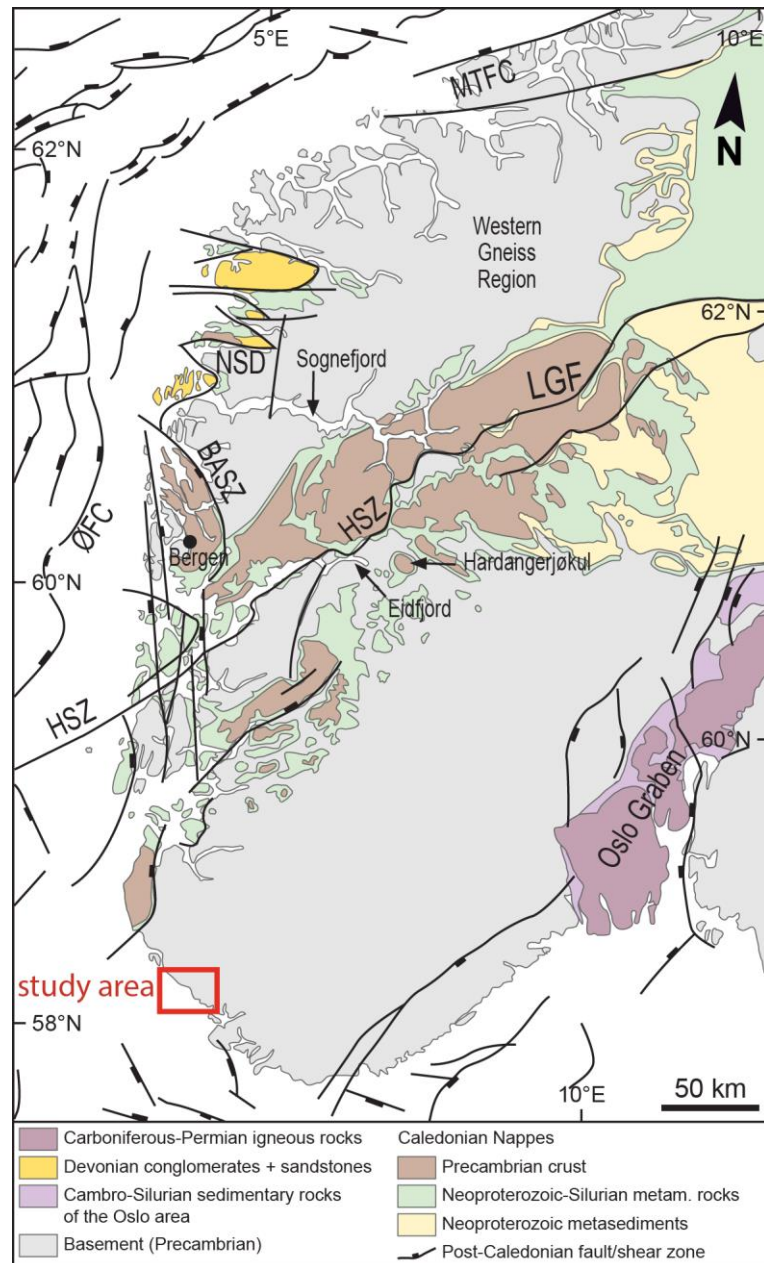 5°E
10°E
MTFC
62°N
N
Western
Gneiss
Region
62°N
NSD
Sognefjord
LGF
BASZ
ØFC
HSZ
Bergen
Hardangerjøkul
60°N
Eidfjord
HSZ
60°N
Oslo Graben
study area
58°N
10°E
50 km
Carboniferous-Permian igneous rocks
Devonian conglomerates + sandstones
Cambro-Silurian sedimentary rocks
of the Oslo area
Basement (Precambrian)
Caledonian Nappes
Precambrian crust
Neoproterozoic-Silurian metam. rocks
Neoproterozoic metasediments
Post-Caledonian fault/shear zone